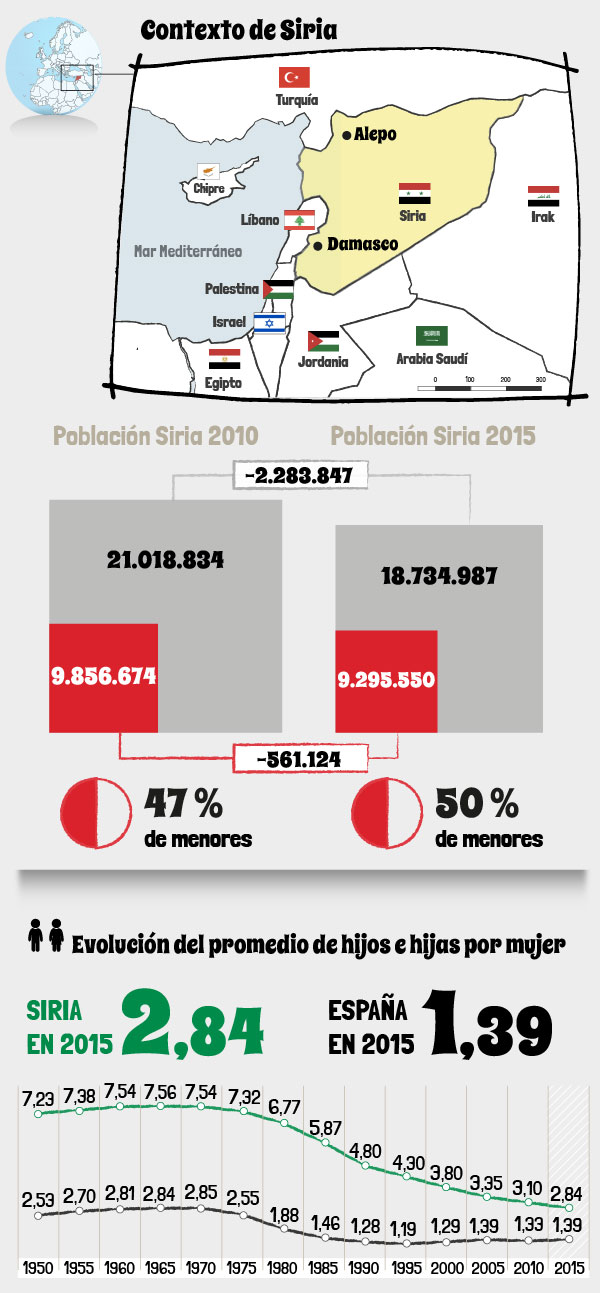 Contexto de Siria
Turquía
Alepo
Chipre
Siria
Irak
Líbano
Damasco
Mar Mediterráneo
Palestina
Israel
Jordania
Arabia Saudí
Egipto
0 100 200 300
Población Siria 2010
Población Siria 2015
-2.283.847
21.018.834
18.734.987
9.856.674
9.295.550
-561.124
47 %
de menores
50 %
de menores
Evolución del promedio de hijos e hijas por mujer
SIRIA
EN 2015
2,84
ESPAÑA
EN 2015
1,39
7,23 7,38 7,54 7,56 7,54 7,32 6,77 5,87 4,80 4,30 3,80 3,35 3,10 2,84
2,53 2,70 2,81 2,84 2,85 2,55 1,88 1,46 1,28 1,19 1,29 1,39 1,33 1,39
1950 1955 1960 1965 1970 1975 1980 1985 1990 1995 2000 2005 2010 2015